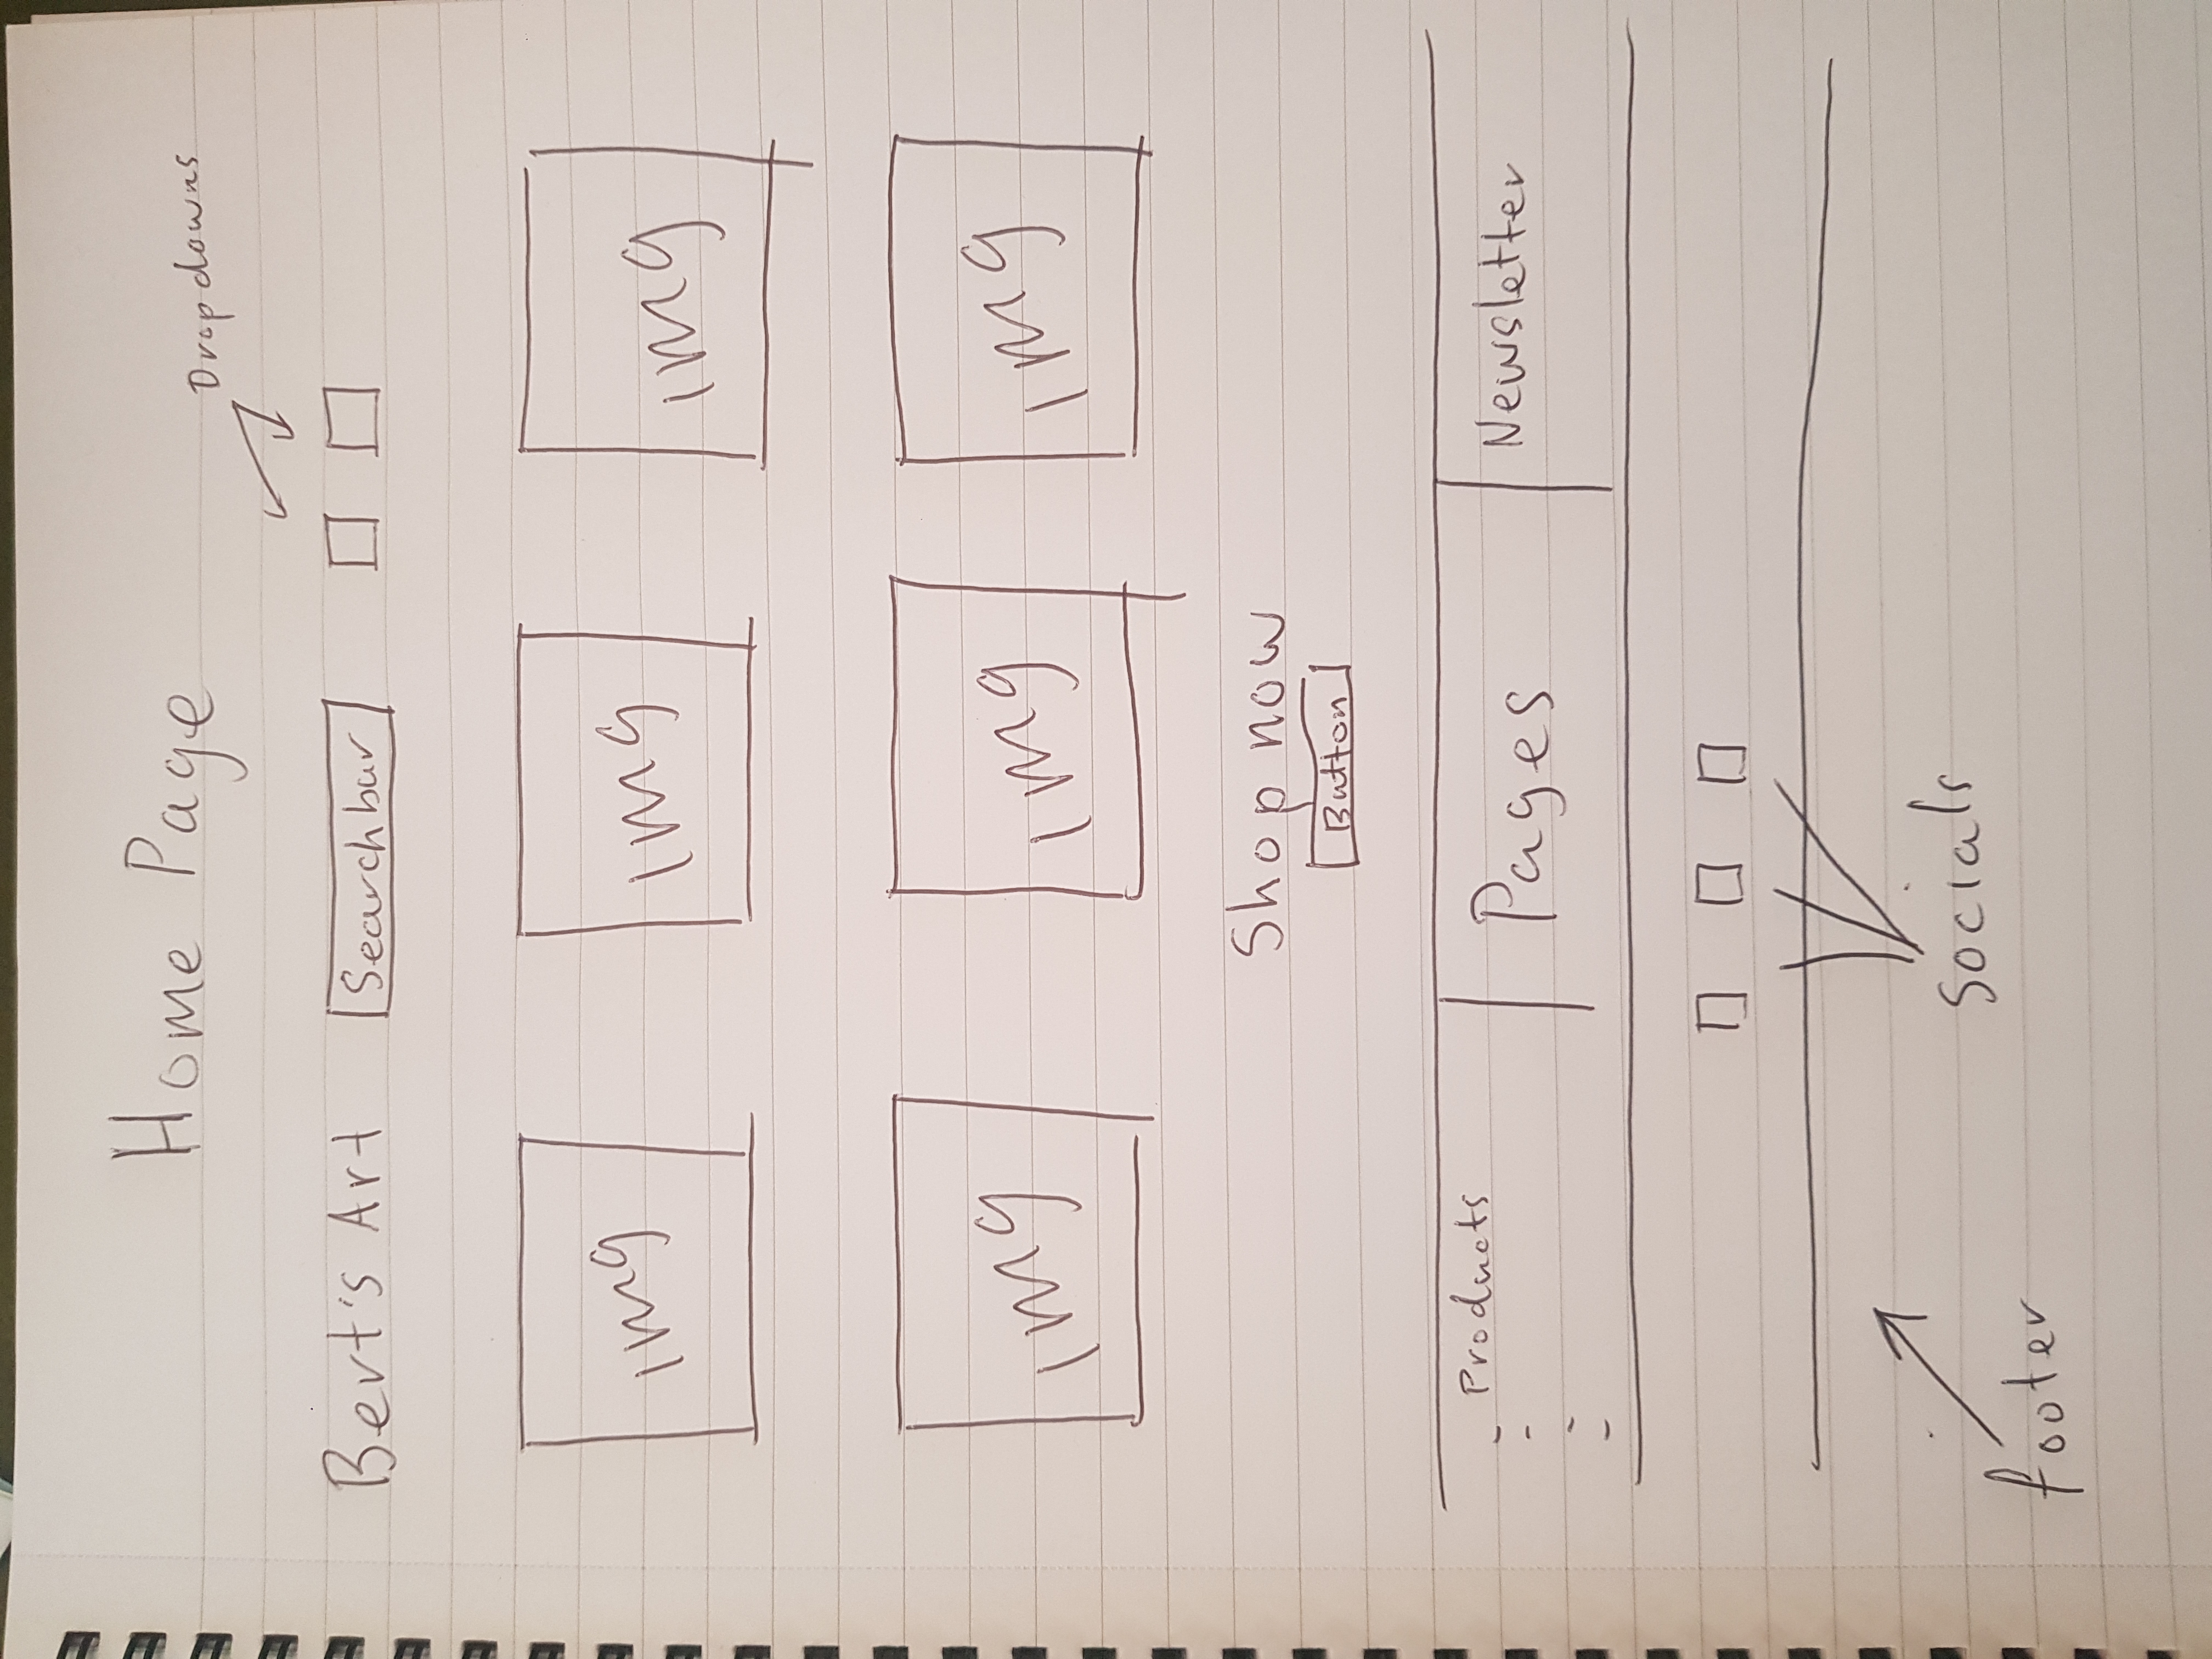 Home Page
Dropdowns
Bert's Art
Searchbar
img
img
img
img
img
img
Shop now
Button
Products
Pages
Newsletter
Socials
footer